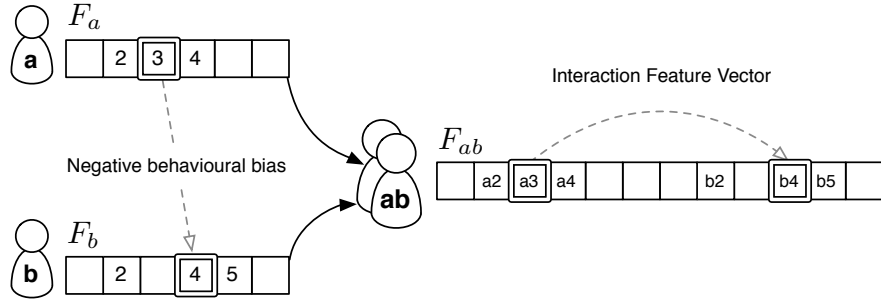 F_a
a
2 3 4
Interaction Feature Vector
F_ab
Negative behavioural bias
a2 a3 a4 b2 b4 b5
ab
F_b
b
2 4 5